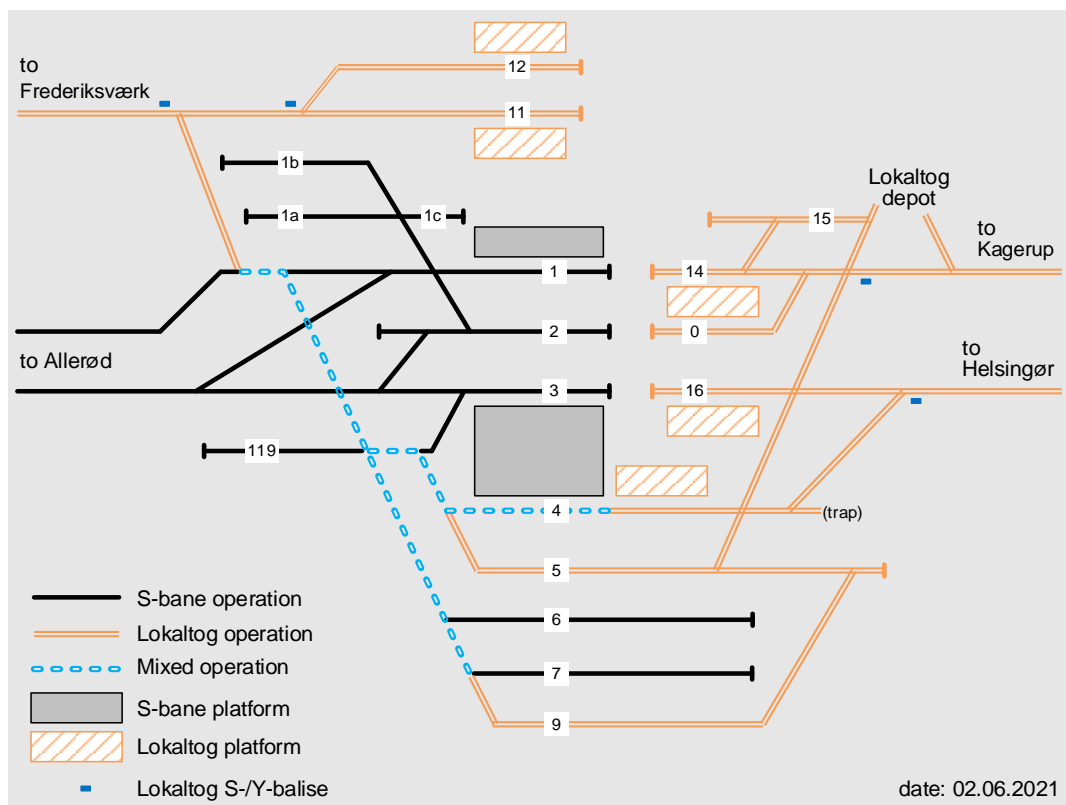 to
Frederiksværk
12
11
1b
1a
1c
Lokaltog
depot
15
to
Kagerup
1
14
2
0
to Allerød
to
Helsingør
3
16
119
4
(trap)
5
S-bane operation
6
Lokaltog operation
Mixed operation
7
S-bane platform
9
Lokaltog platform
Lokaltog S-/Y-balise
date: 02.06.2021